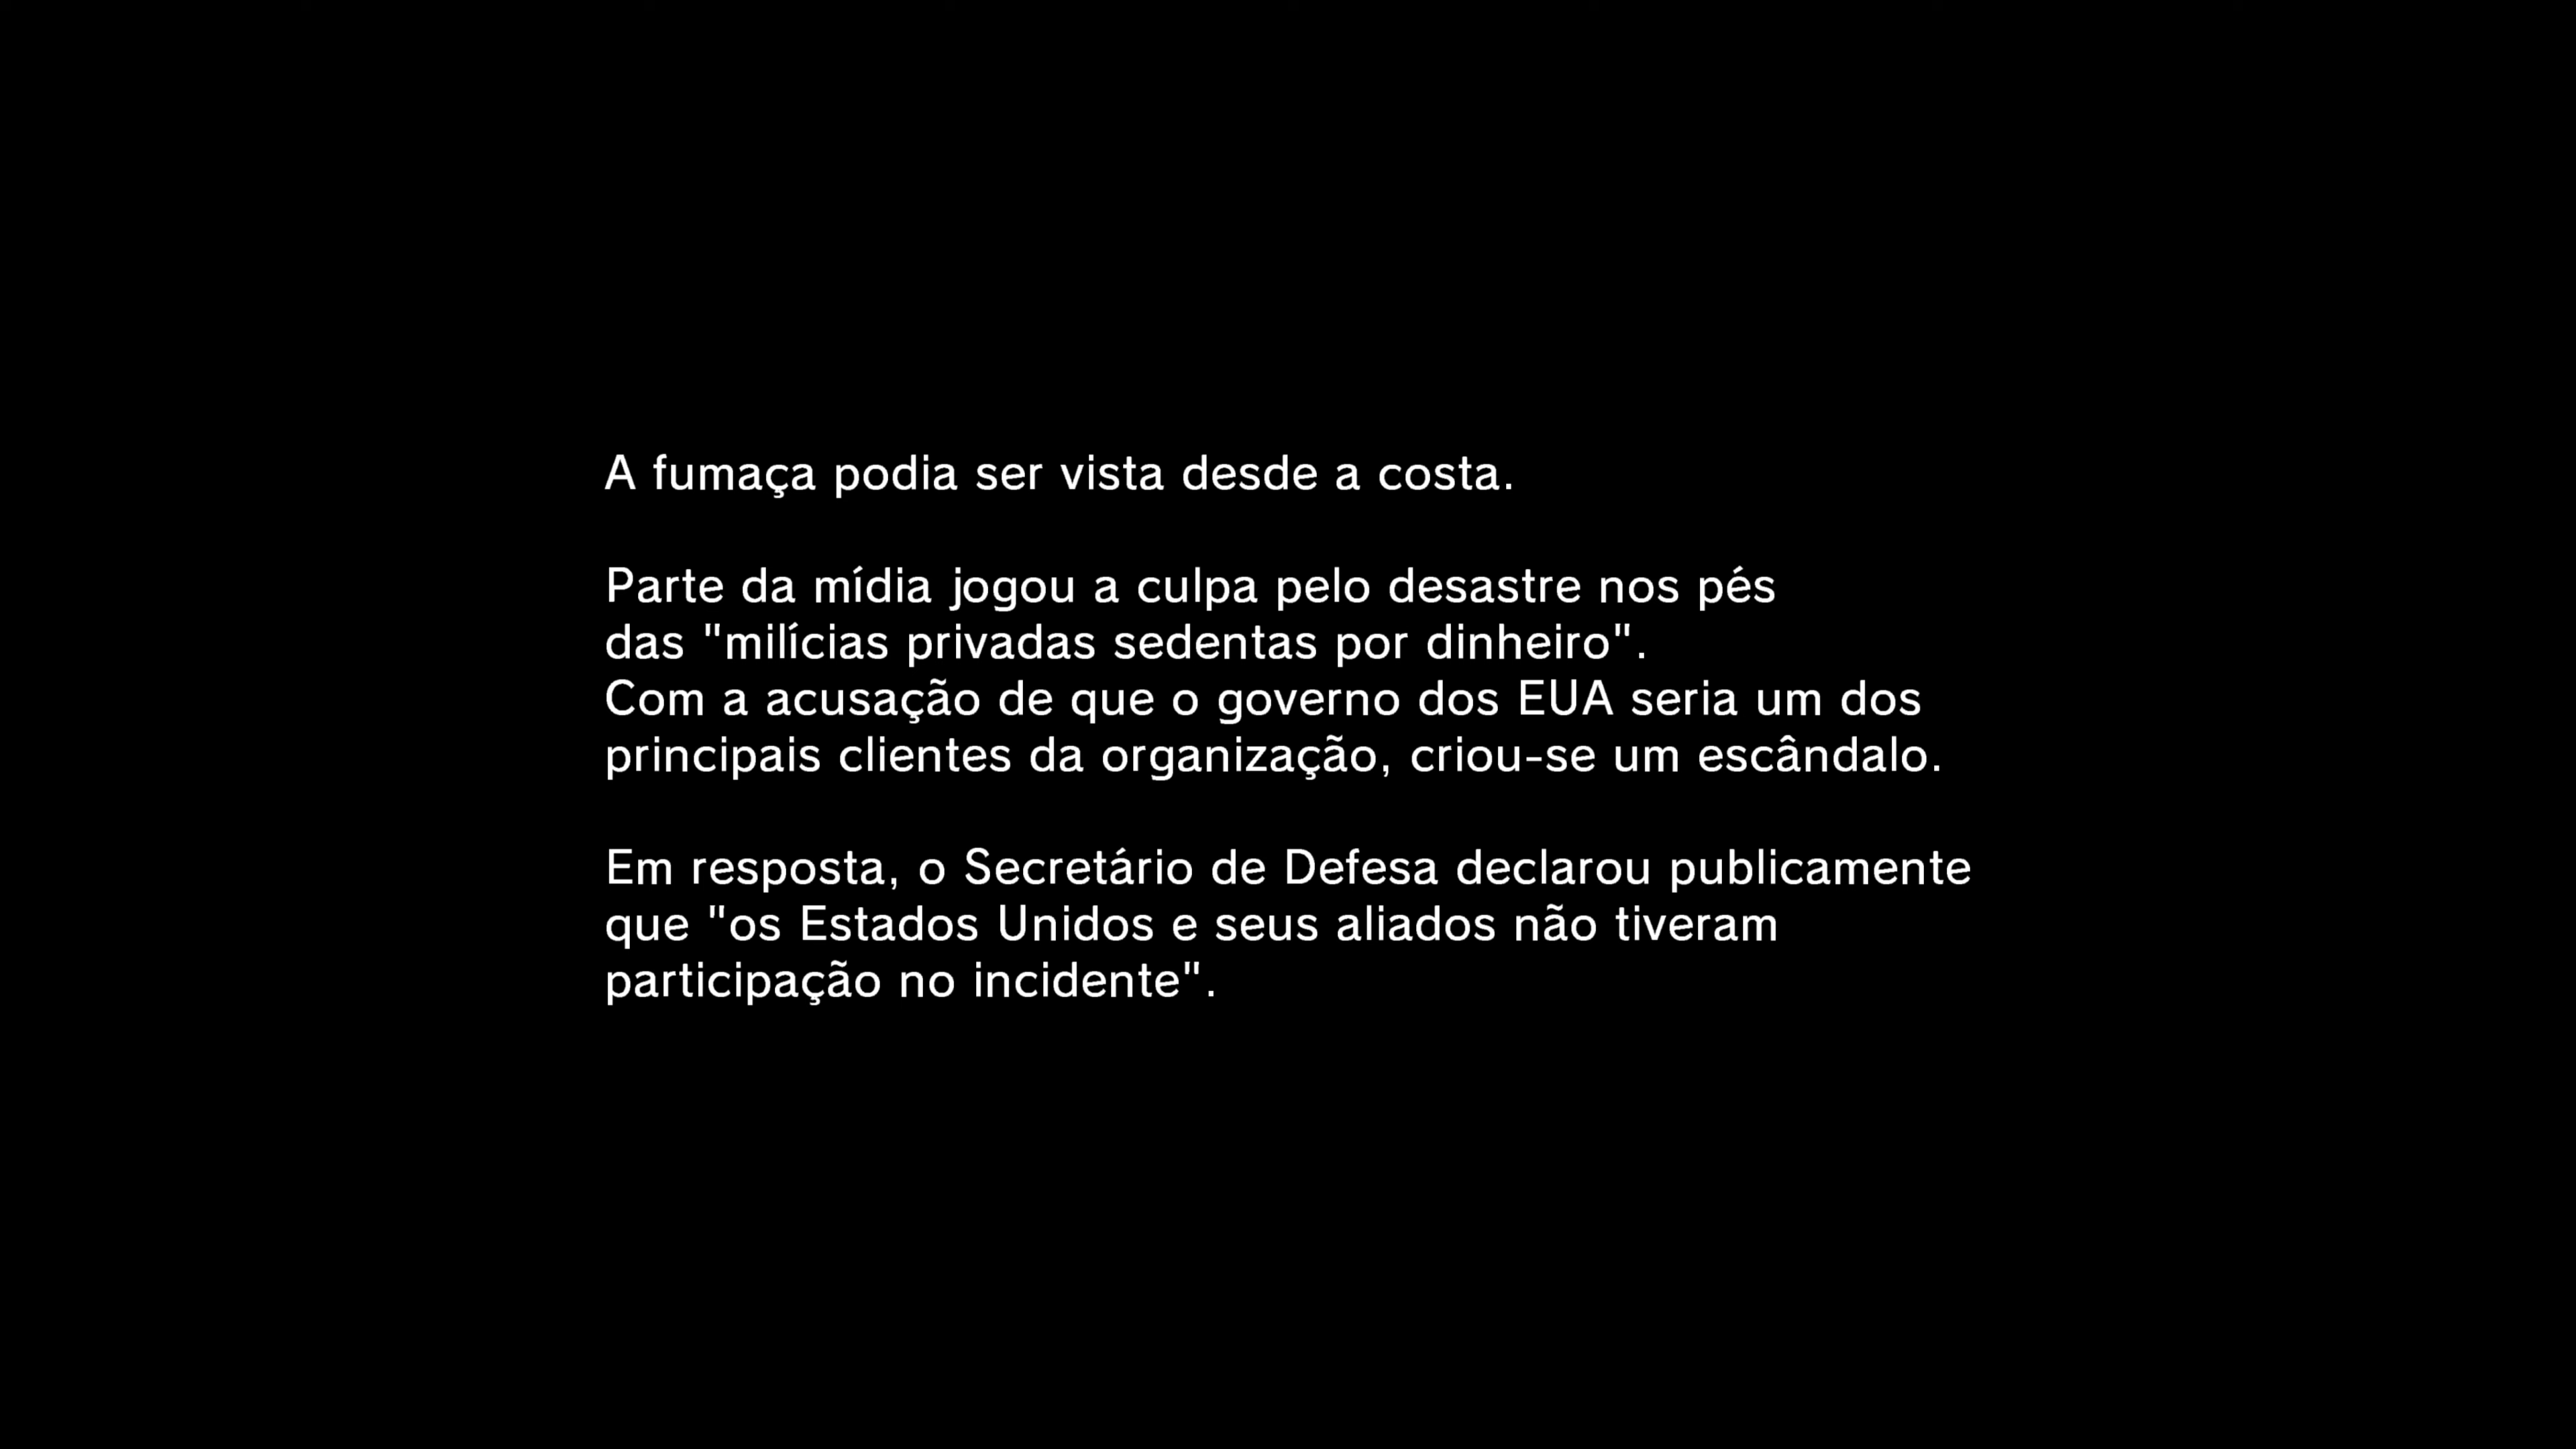 A fumaça podia ser vista desde a costa.
Parte da mídia jogou a culpa pelo desastre nos pés
das "milícias privadas sedentas por dinheiro".
Com a acusação de que o governo dos EUA seria um dos
principais clientes da organização, criou-se um escândalo.
Em resposta, o Secretário de Defesa declarou publicamente
que "os Estados Unidos e seus aliados não tiveram
participação no incidente".